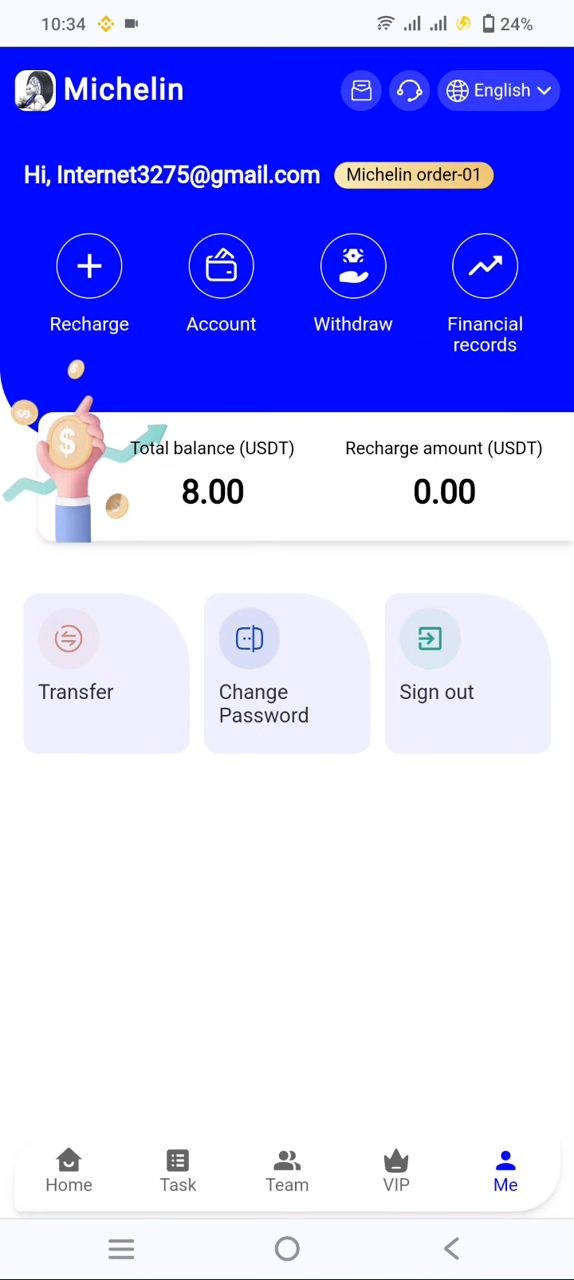 10:34
24%
Michelin
English
Hi, Internet3275@gmail.com
Michelin order-01
Recharge
Account
Withdraw
Financial
records
Total balance (USDT)
Recharge amount (USDT)
8.00
0.00
Transfer
Change
Password
Sign out
Home
Task
Team
VIP
Me